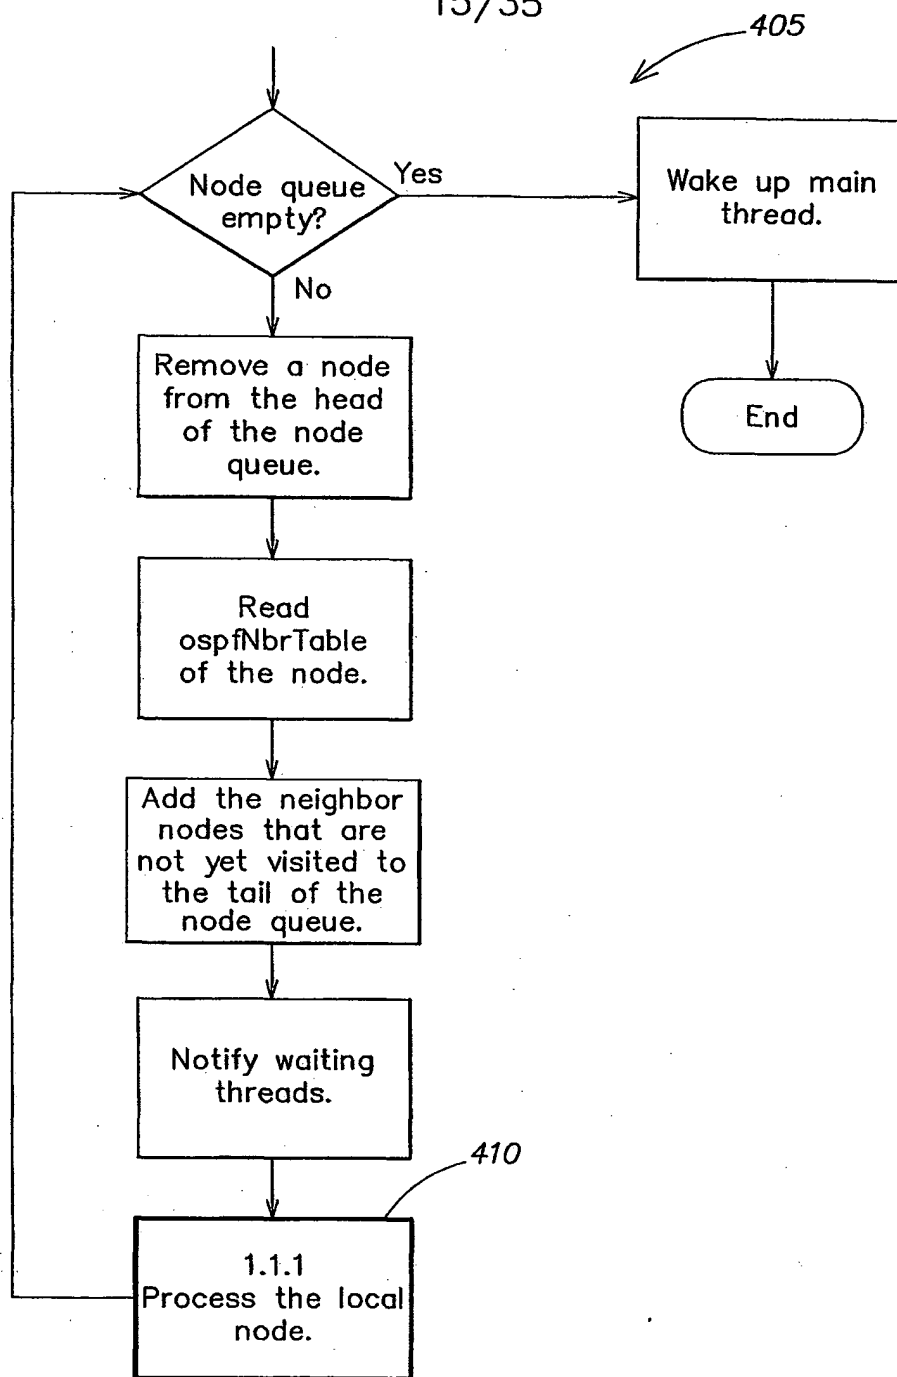 15/35
405
Node queue
empty?
Yes
Wake up main
thread.
No
End
Remove a node
from the head
of the node
queue.
Read
ospfNbrTable
of the node.
Add the neighbor
nodes that are
not yet visited to
the tail of the
node queue.
Notify waiting
threads.
410
1.1.1
Process the local
node.